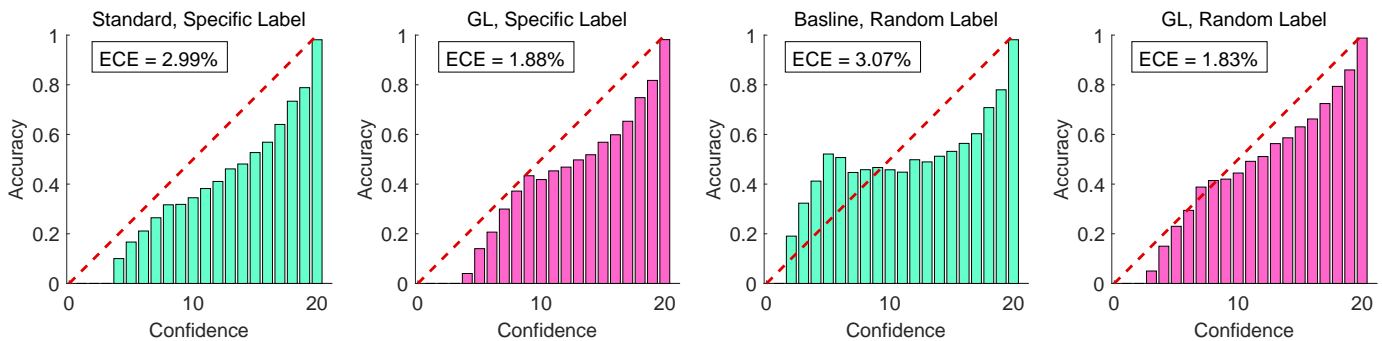 Standard, Specific Label
ECE = 2.99%
Accuracy
1
0.8
0.6
0.4
0.2
0
0 10 20
Confidence
GL, Specific Label
ECE = 1.88%
Accuracy
1
0.8
0.6
0.4
0.2
0
0 10 20
Confidence
Basline, Random Label
ECE = 3.07%
Accuracy
1
0.8
0.6
0.4
0.2
0
0 10 20
Confidence
GL, Random Label
ECE = 1.83%
Accuracy
1
0.8
0.6
0.4
0.2
0
0 10 20
Confidence